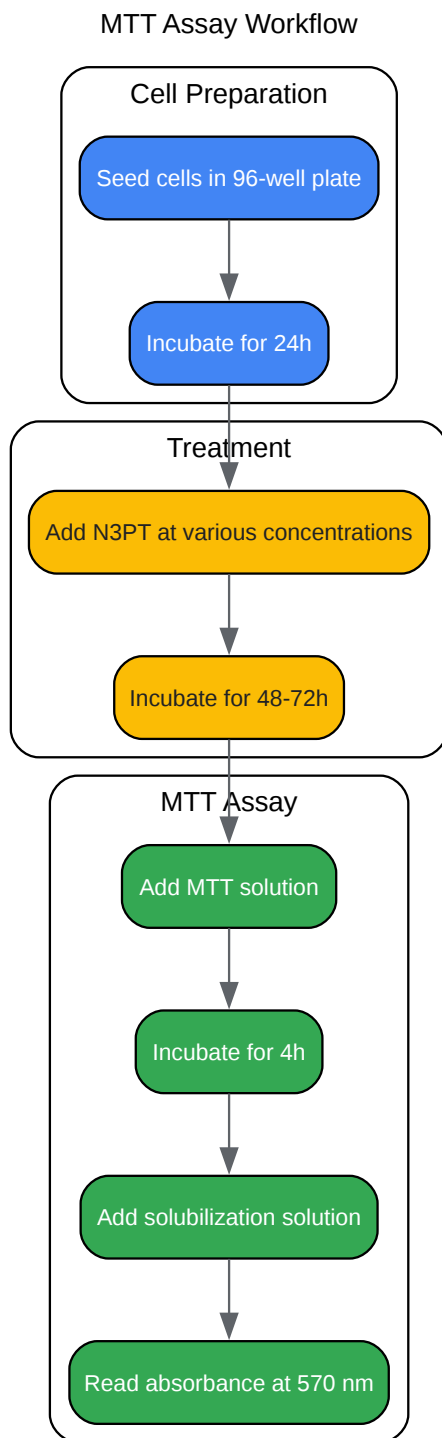 MTT Assay Workflow
Cell Preparation
Seed cells in 96-well plate
Incubate for 24h
Treatment
Add N3PT at various concentrations
Incubate for 48-72h
MTT Assay
Add MTT solution
Incubate for 4h
Add solubilization solution
Read absorbance at 570 nm